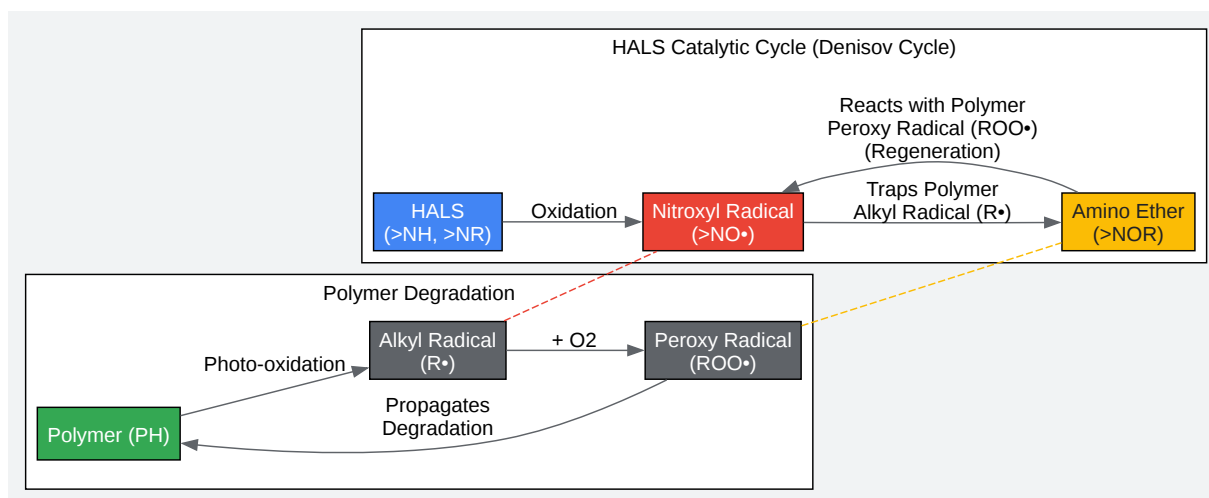 HALS Catalytic Cycle (Denisov Cycle)
Reacts with Polymer
Peroxy Radical (ROO•)
(Regeneration)
HALS
(>NH, >NR)
Oxidation
Nitroxyl Radical
(>NO•)
Traps Polymer
Alkyl Radical (R•)
Amino Ether
(>NOR)
Polymer Degradation
Alkyl Radical
(R•)
+ O2
Peroxy Radical
(ROO•)
Photo-oxidation
Propagates
Degradation
Polymer (PH)